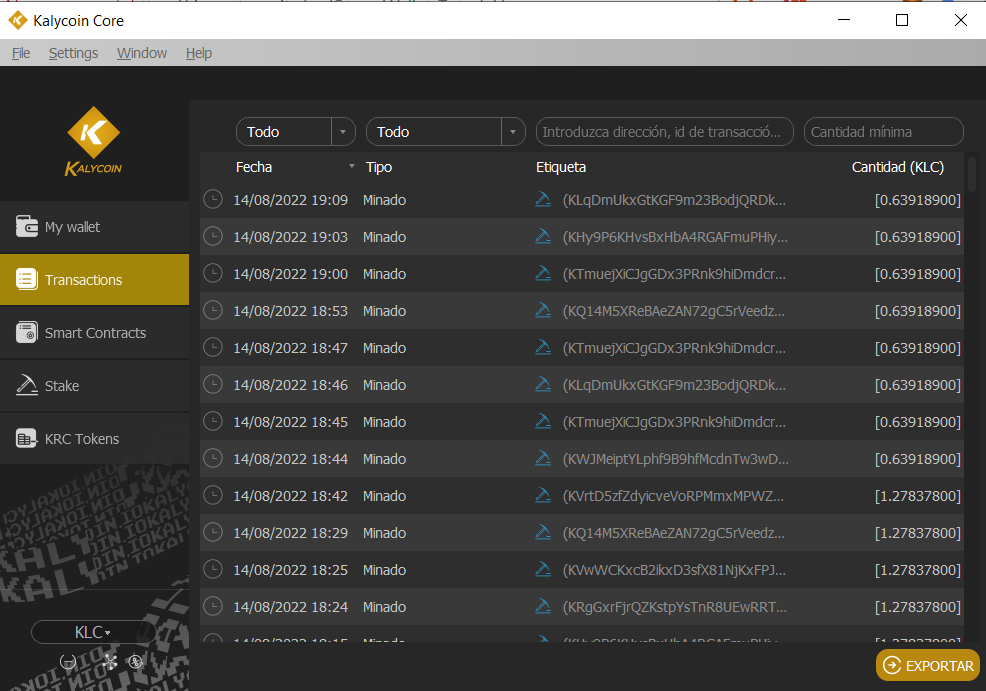 Kalycoin Core
File Settings Window Help
KALYCOIN
My wallet
Transactions
Smart Contracts
Stake
KRC Tokens
KLC
Todo Todo Introduzca dirección, id de transacció... Cantidad mínima
Fecha Tipo Etiqueta Cantidad (KLC)
14/08/2022 19:09 Minado (KLqDmUkxGtKGF9m23BodjQRDk... [0.63918900]
14/08/2022 19:03 Minado (KHy9P6KHvsBxHbA4RGAFmuPHiy... [0.63918900]
14/08/2022 19:00 Minado (KTmuejXiCJgGDx3PRnk9hiDmdcr... [0.63918900]
14/08/2022 18:53 Minado (KQ14M5XReBAeZAN72gC5rVeedz... [0.63918900]
14/08/2022 18:47 Minado (KTmuejXiCJgGDx3PRnk9hiDmdcr... [0.63918900]
14/08/2022 18:46 Minado (KLqDmUkxGtKGF9m23BodjQRDk... [0.63918900]
14/08/2022 18:45 Minado (KTmuejXiCJgGDx3PRnk9hiDmdcr... [0.63918900]
14/08/2022 18:44 Minado (KWJMeiptYLphf9B9hfMcdnTw3wD... [0.63918900]
14/08/2022 18:42 Minado (KVrtD5zfZdyicveVoRPMmxMPWZ... [1.27837800]
14/08/2022 18:29 Minado (KQ14M5XReBAeZAN72gC5rVeedz... [1.27837800]
14/08/2022 18:25 Minado (KVwWCKxcB2ikxD3sfX81NjKxFPJ... [1.27837800]
14/08/2022 18:24 Minado (KRgGxrFjrQZKstpYsTnR8UEwRRT... [1.27837800]
EXPORTAR